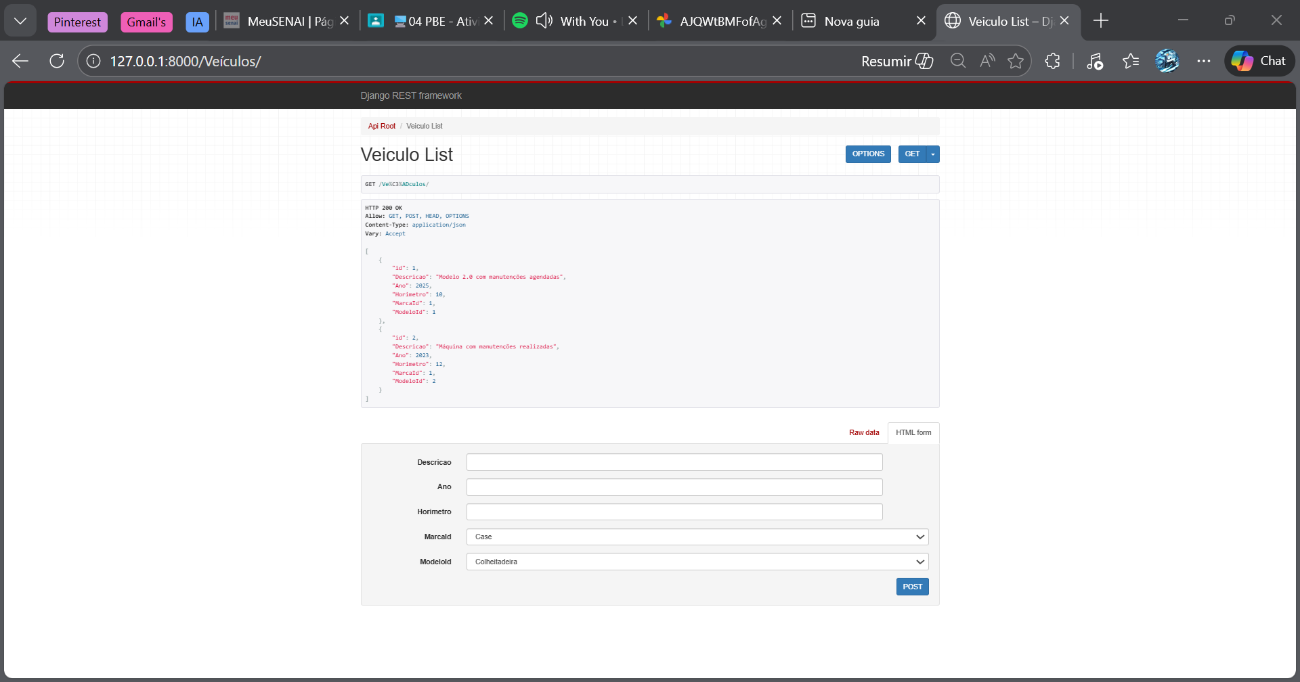 Pinterest
Gmail's
IA
MeuSENAI | Pág
04 PBE - Ativ
With You •
AJQWtBMFofAg
Nova guia
Veiculo List – Dj
127.0.0.1:8000/Veículos/
Resumir
Chat
Django REST framework
Api Root / Veiculo List
Veiculo List
OPTIONS
GET
GET /Ve%C3%ADculos/
HTTP 200 OK
Allow: GET, POST, HEAD, OPTIONS
Content-Type: application/json
Vary: Accept
[
{
"id": 1,
"Descricao": "Modelo 2.0 com manutenções agendadas",
"Ano": 2025,
"Horimetro": 10,
"MarcaId": 1,
"ModeloId": 1
},
{
"id": 2,
"Descricao": "Máquina com manutenções realizadas",
"Ano": 2023,
"Horimetro": 12,
"MarcaId": 1,
"ModeloId": 2
}
]
Raw data
HTML form
Descricao
Ano
Horimetro
MarcaId
Case
ModeloId
Colheitadeira
POST